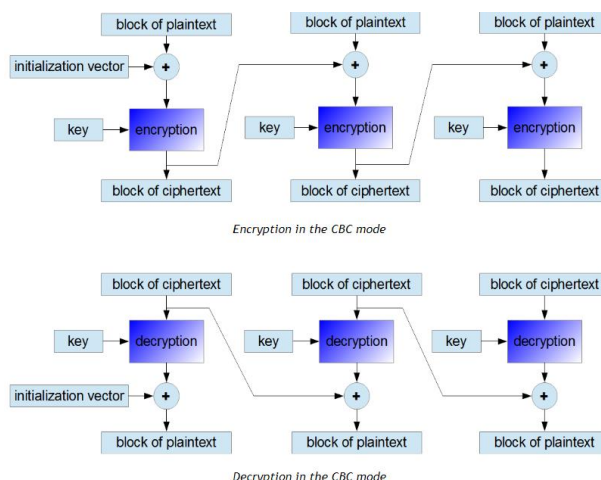 block of plaintext block of plaintext block of plaintext
initialization vector + + +
key encryption key encryption key encryption
block of ciphertext block of ciphertext block of ciphertext
Encryption in the CBC mode
block of ciphertext block of ciphertext block of ciphertext
key decryption key decryption key decryption
initialization vector + + +
block of plaintext block of plaintext block of plaintext
Decryption in the CBC mode